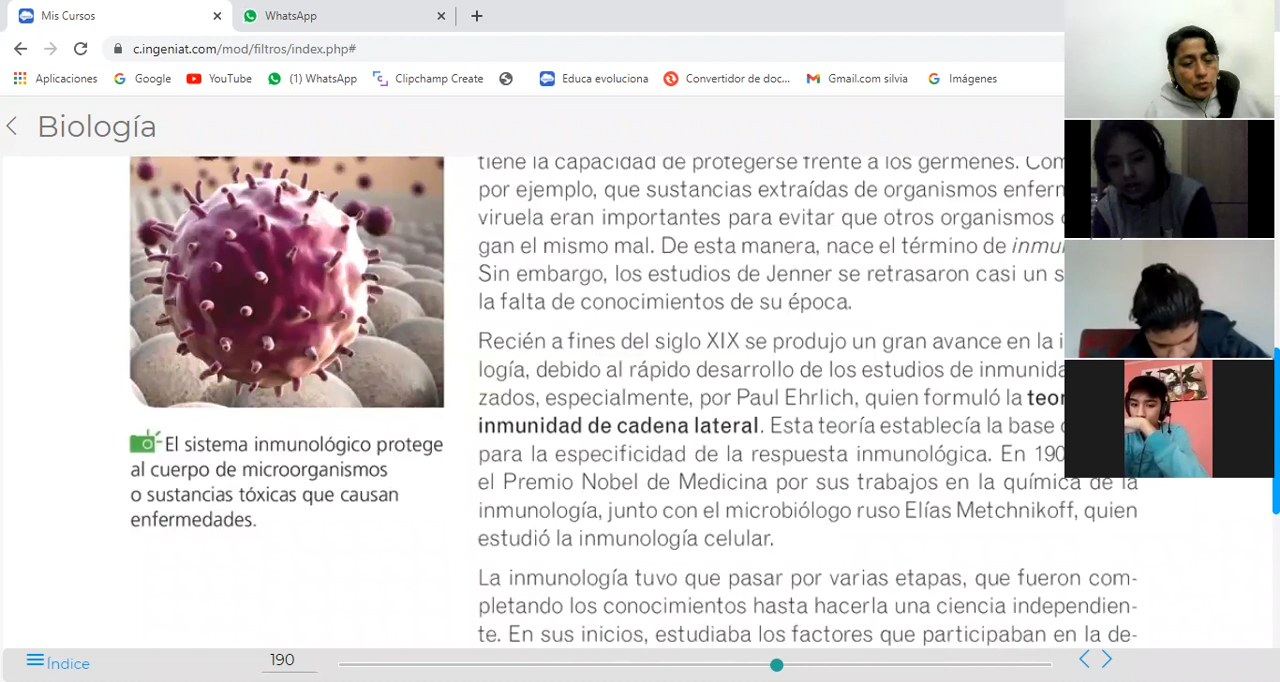 Mis Cursos
WhatsApp
c.ingeniat.com/mod/filtros/index.php#
Aplicaciones
Google
YouTube
(1) WhatsApp
Clipchamp Create
Educa evoluciona
Convertidor de doc...
Gmail.com silvia
Imágenes
Biología
tiene la capacidad de protegerse frente a los gérmenes.
por ejemplo, que sustancias extraídas de organismos
viruela eran importantes para evitar que otros organismos
gan el mismo mal. De esta manera, nace el término de
Sin embargo, los estudios de Jenner se retrasaron casi un
la falta de conocimientos de su época.
Recién a fines del siglo XIX se produjo un gran avance en la
logía, debido al rápido desarrollo de los estudios de
zados, especialmente, por Paul Ehrlich, quien formuló la
inmunidad de cadena lateral. Esta teoría establecía la base
para la especificidad de la respuesta inmunológica. En
el Premio Nobel de Medicina por sus trabajos en la química de la
inmunología, junto con el microbiólogo ruso Elías Metchnikoff, quien
estudió la inmunología celular.
La inmunología tuvo que pasar por varias etapas, que fueron com-
pletando los conocimientos hasta hacerla una ciencia independien-
te. En sus inicios, estudiaba los factores que participaban en la de-
El sistema inmunológico protege
al cuerpo de microorganismos
o sustancias tóxicas que causan
enfermedades.
Índice
190